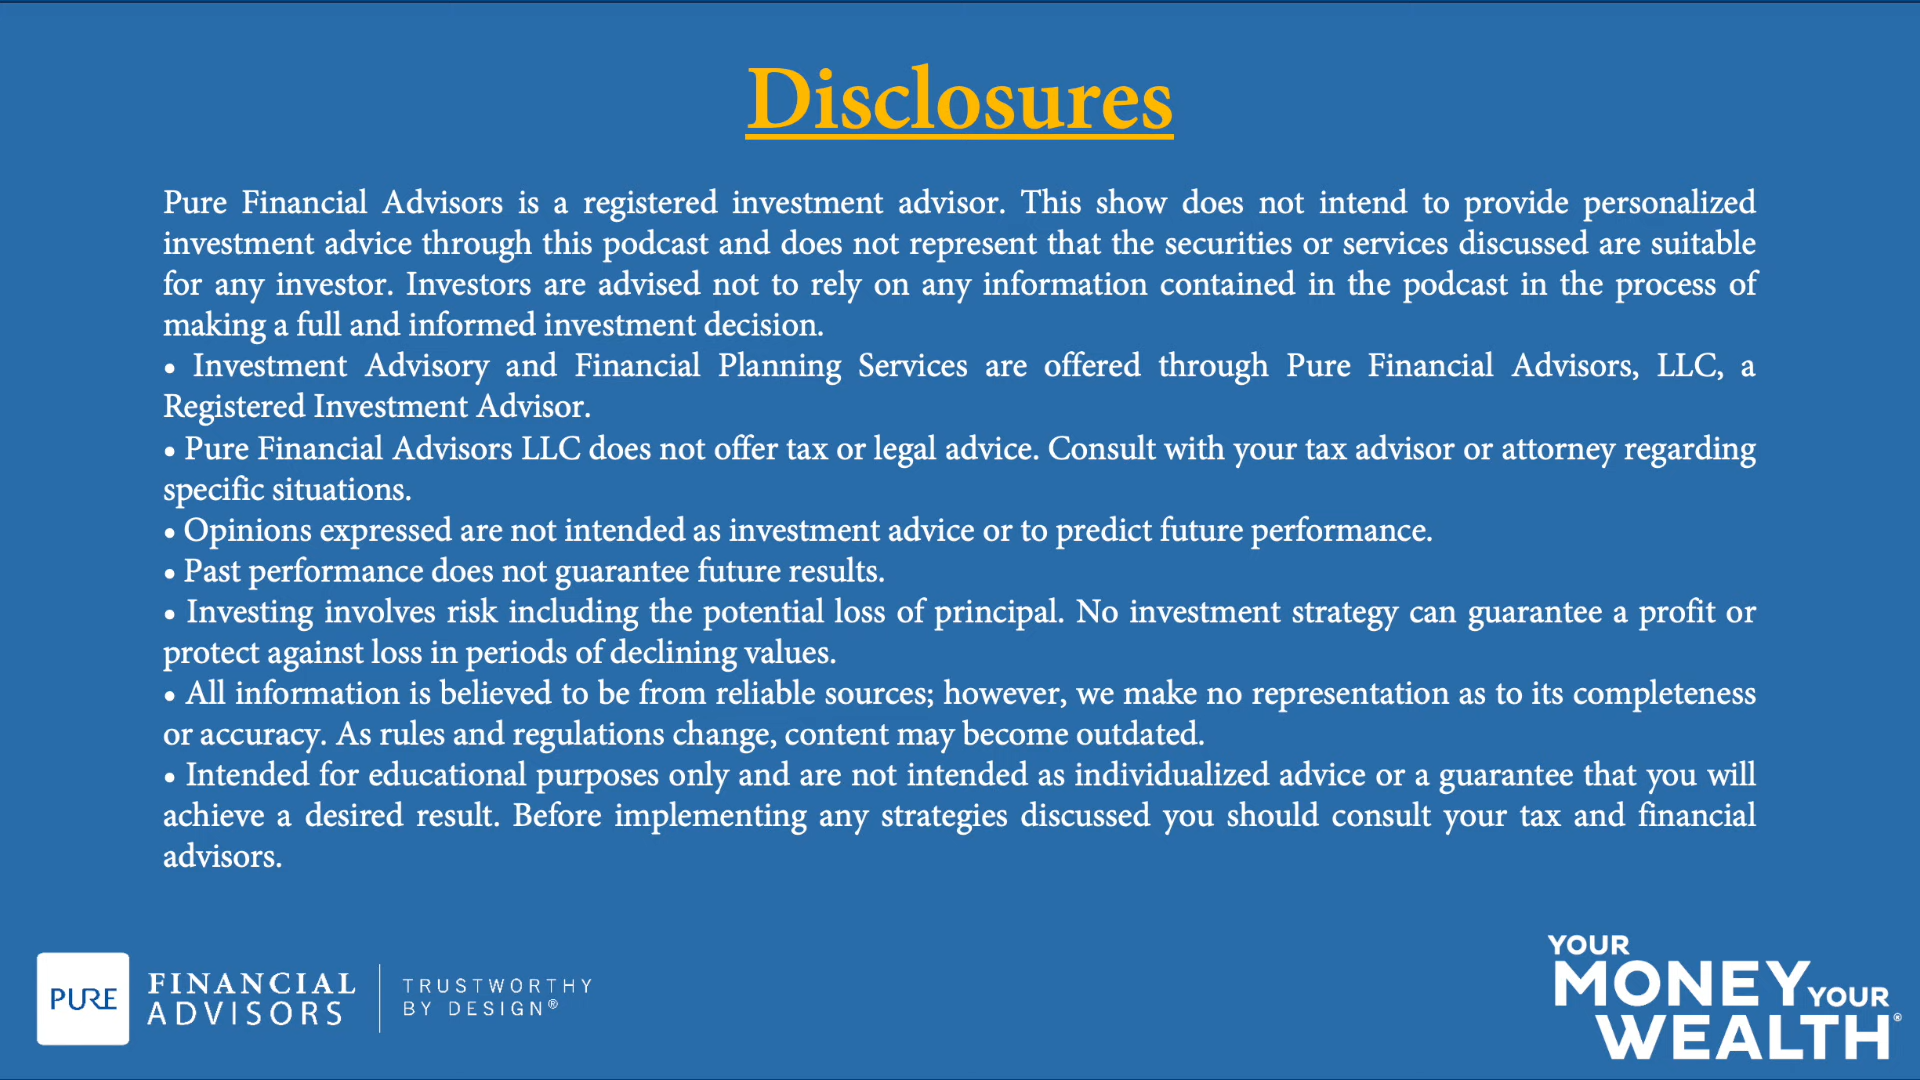 Disclosures
Pure Financial Advisors is a registered investment advisor. This show does not intend to provide personalized
investment advice through this podcast and does not represent that the securities or services discussed are suitable
for any investor. Investors are advised not to rely on any information contained in the podcast in the process of
making a full and informed investment decision.
• Investment Advisory and Financial Planning Services are offered through Pure Financial Advisors, LLC, a
Registered Investment Advisor.
• Pure Financial Advisors LLC does not offer tax or legal advice. Consult with your tax advisor or attorney regarding
specific situations.
• Opinions expressed are not intended as investment advice or to predict future performance.
• Past performance does not guarantee future results.
• Investing involves risk including the potential loss of principal. No investment strategy can guarantee a profit or
protect against loss in periods of declining values.
• All information is believed to be from reliable sources; however, we make no representation as to its completeness
or accuracy. As rules and regulations change, content may become outdated.
• Intended for educational purposes only and are not intended as individualized advice or a guarantee that you will
achieve a desired result. Before implementing any strategies discussed you should consult your tax and financial
advisors.
PURE
FINANCIAL
ADVISORS
TRUSTWORTHY
BY DESIGN®
YOUR
MONEY YOUR
WEALTH®